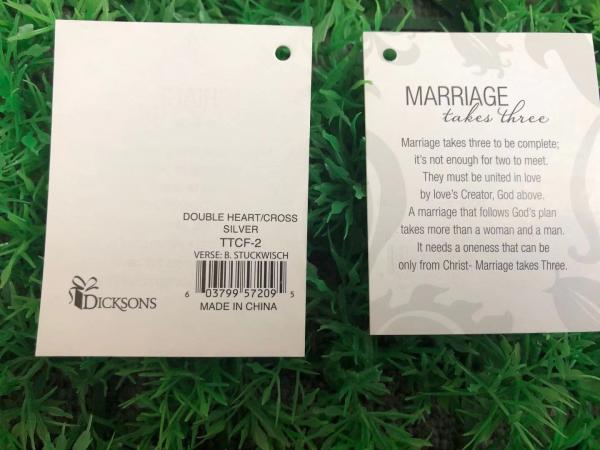 DOUBLE HEART/CROSS
SILVER
TTCF-2
VERSE: B. STUCKWISCH
6 03799 57209 5
MADE IN CHINA
DICKSONS
MARRIAGE
takes three
Marriage takes three to be complete;
it's not enough for two to meet.
They must be united in love
by love's Creator, God above.
A marriage that follows God's plan
takes more than a woman and a man.
It needs a oneness that can be
only from Christ- Marriage takes Three.